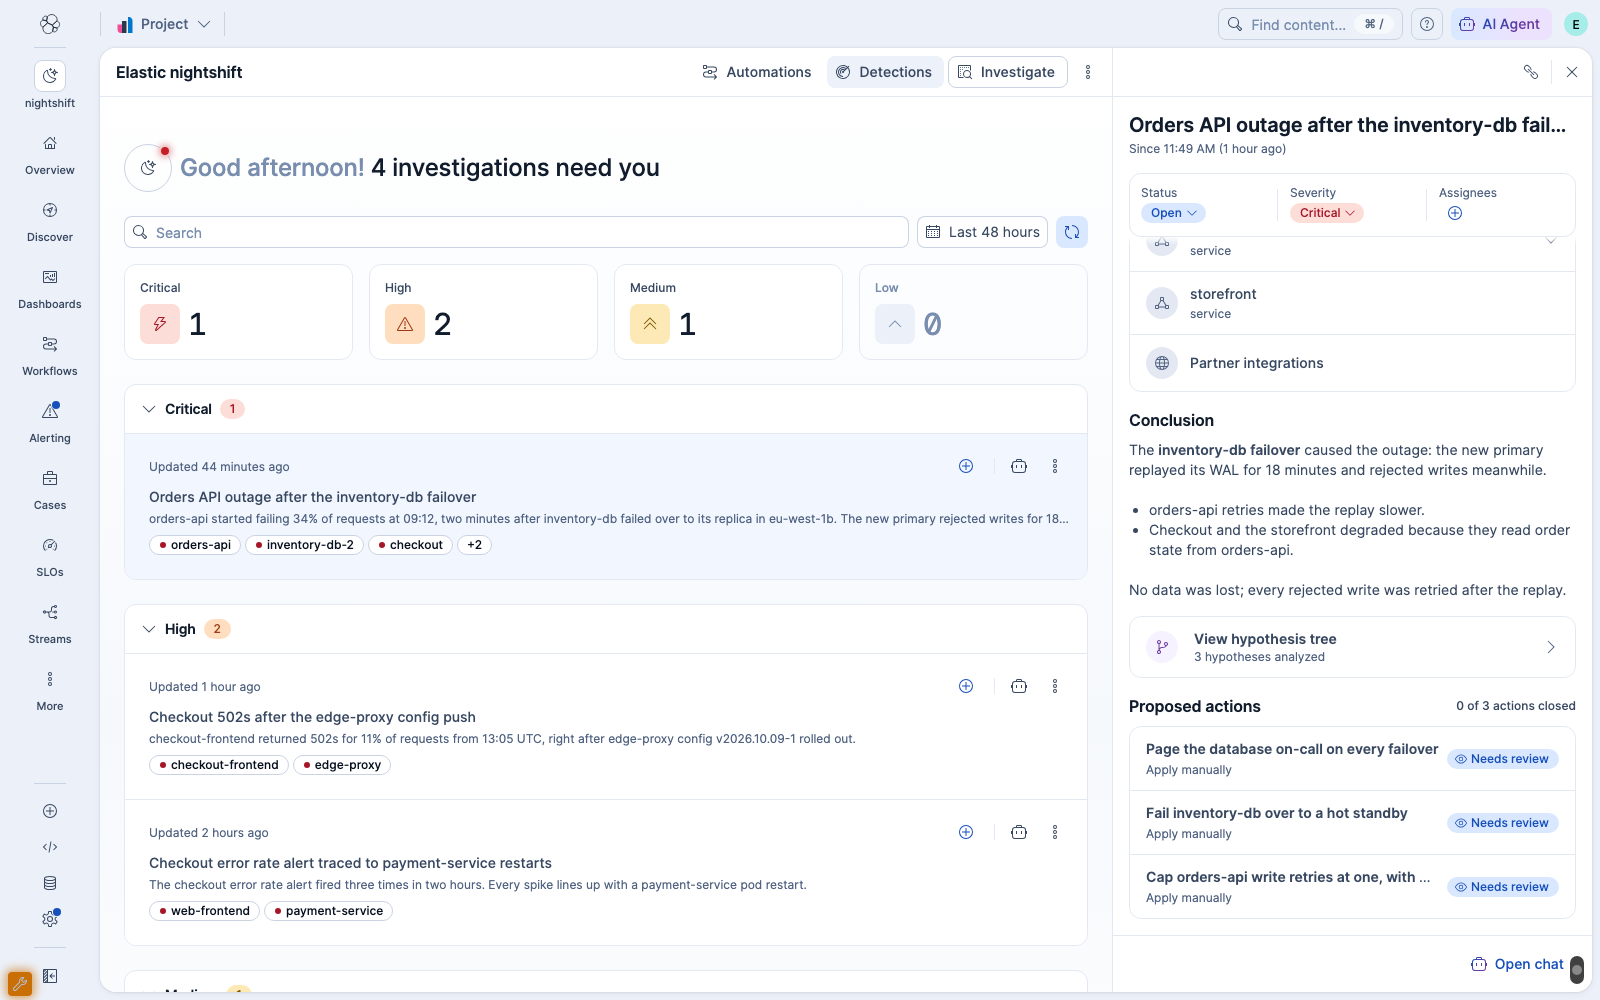 Project
Find content...
⌘ /
AI Agent
E
nightshift
Overview
Discover
Dashboards
Workflows
Alerting
Cases
SLOs
Streams
More
Elastic nightshift
Automations
Detections
Investigate
Good afternoon! 4 investigations need you
Search
Last 48 hours
Critical
1
High
2
Medium
1
Low
0
Critical 1
Updated 44 minutes ago
Orders API outage after the inventory-db failover
orders-api started failing 34% of requests at 09:12, two minutes after inventory-db failed over to its replica in eu-west-1b. The new primary rejected writes for 18...
orders-api
inventory-db-2
checkout
+2
High 2
Updated 1 hour ago
Checkout 502s after the edge-proxy config push
checkout-frontend returned 502s for 11% of requests from 13:05 UTC, right after edge-proxy config v2026.10.09-1 rolled out.
checkout-frontend
edge-proxy
Updated 2 hours ago
Checkout error rate alert traced to payment-service restarts
The checkout error rate alert fired three times in two hours. Every spike lines up with a payment-service pod restart.
web-frontend
payment-service
Orders API outage after the inventory-db fail...
Since 11:49 AM (1 hour ago)
Status
Open
Severity
Critical
Assignees
service
storefront
service
Partner integrations
Conclusion
The inventory-db failover caused the outage: the new primary
replayed its WAL for 18 minutes and rejected writes meanwhile.
orders-api retries made the replay slower.
Checkout and the storefront degraded because they read order
state from orders-api.
No data was lost; every rejected write was retried after the replay.
View hypothesis tree
3 hypotheses analyzed
Proposed actions
0 of 3 actions closed
Page the database on-call on every failover
Apply manually
Needs review
Fail inventory-db over to a hot standby
Apply manually
Needs review
Cap orders-api write retries at one, with ...
Apply manually
Needs review
Open chat